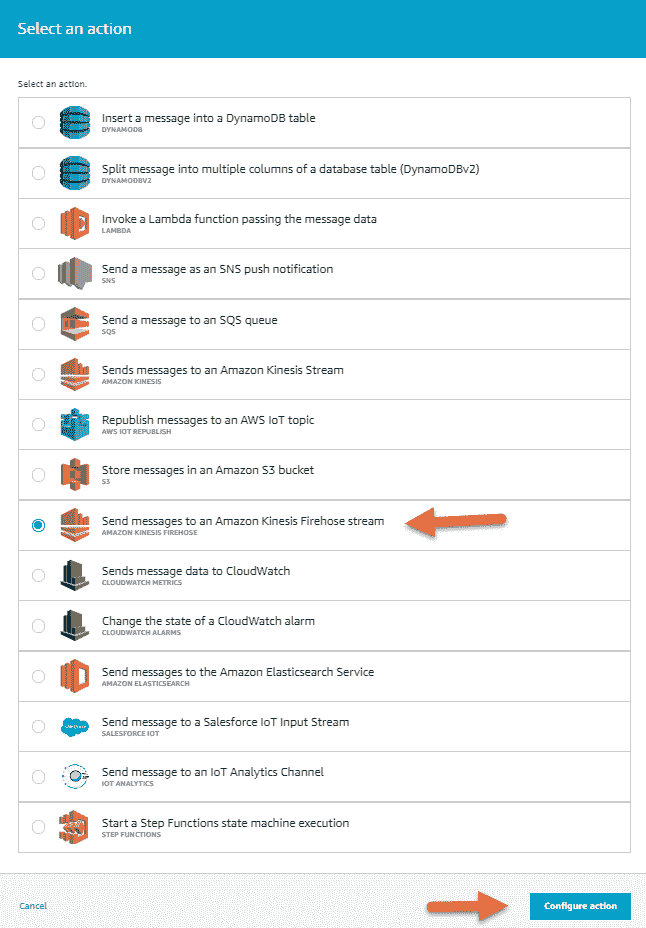 Select an action
Select an action.
Insert a message into a DynamoDB table
DYNAMODB
Split message into multiple columns of a database table (DynamoDBv2)
DYNAMODBV2
Invoke a Lambda function passing the message data
LAMBDA
Send a message as an SNS push notification
SNS
Send a message to an SQS queue
SQS
Sends messages to an Amazon Kinesis Stream
AMAZON KINESIS
Republish messages to an AWS IoT topic
AWS IOT REPUBLISH
Store messages in an Amazon S3 bucket
S3
Send messages to an Amazon Kinesis Firehose stream
AMAZON KINESIS FIREHOSE
Sends message data to CloudWatch
CLOUDWATCH METRICS
Change the state of a CloudWatch alarm
CLOUDWATCH ALARMS
Send messages to the Amazon Elasticsearch Service
AMAZON ELASTICSEARCH
Send message to a Salesforce IoT Input Stream
SALESFORCE IOT
Send message to an IoT Analytics Channel
IOT ANALYTICS
Start a Step Functions state machine execution
STEP FUNCTIONS
Cancel
Configure action